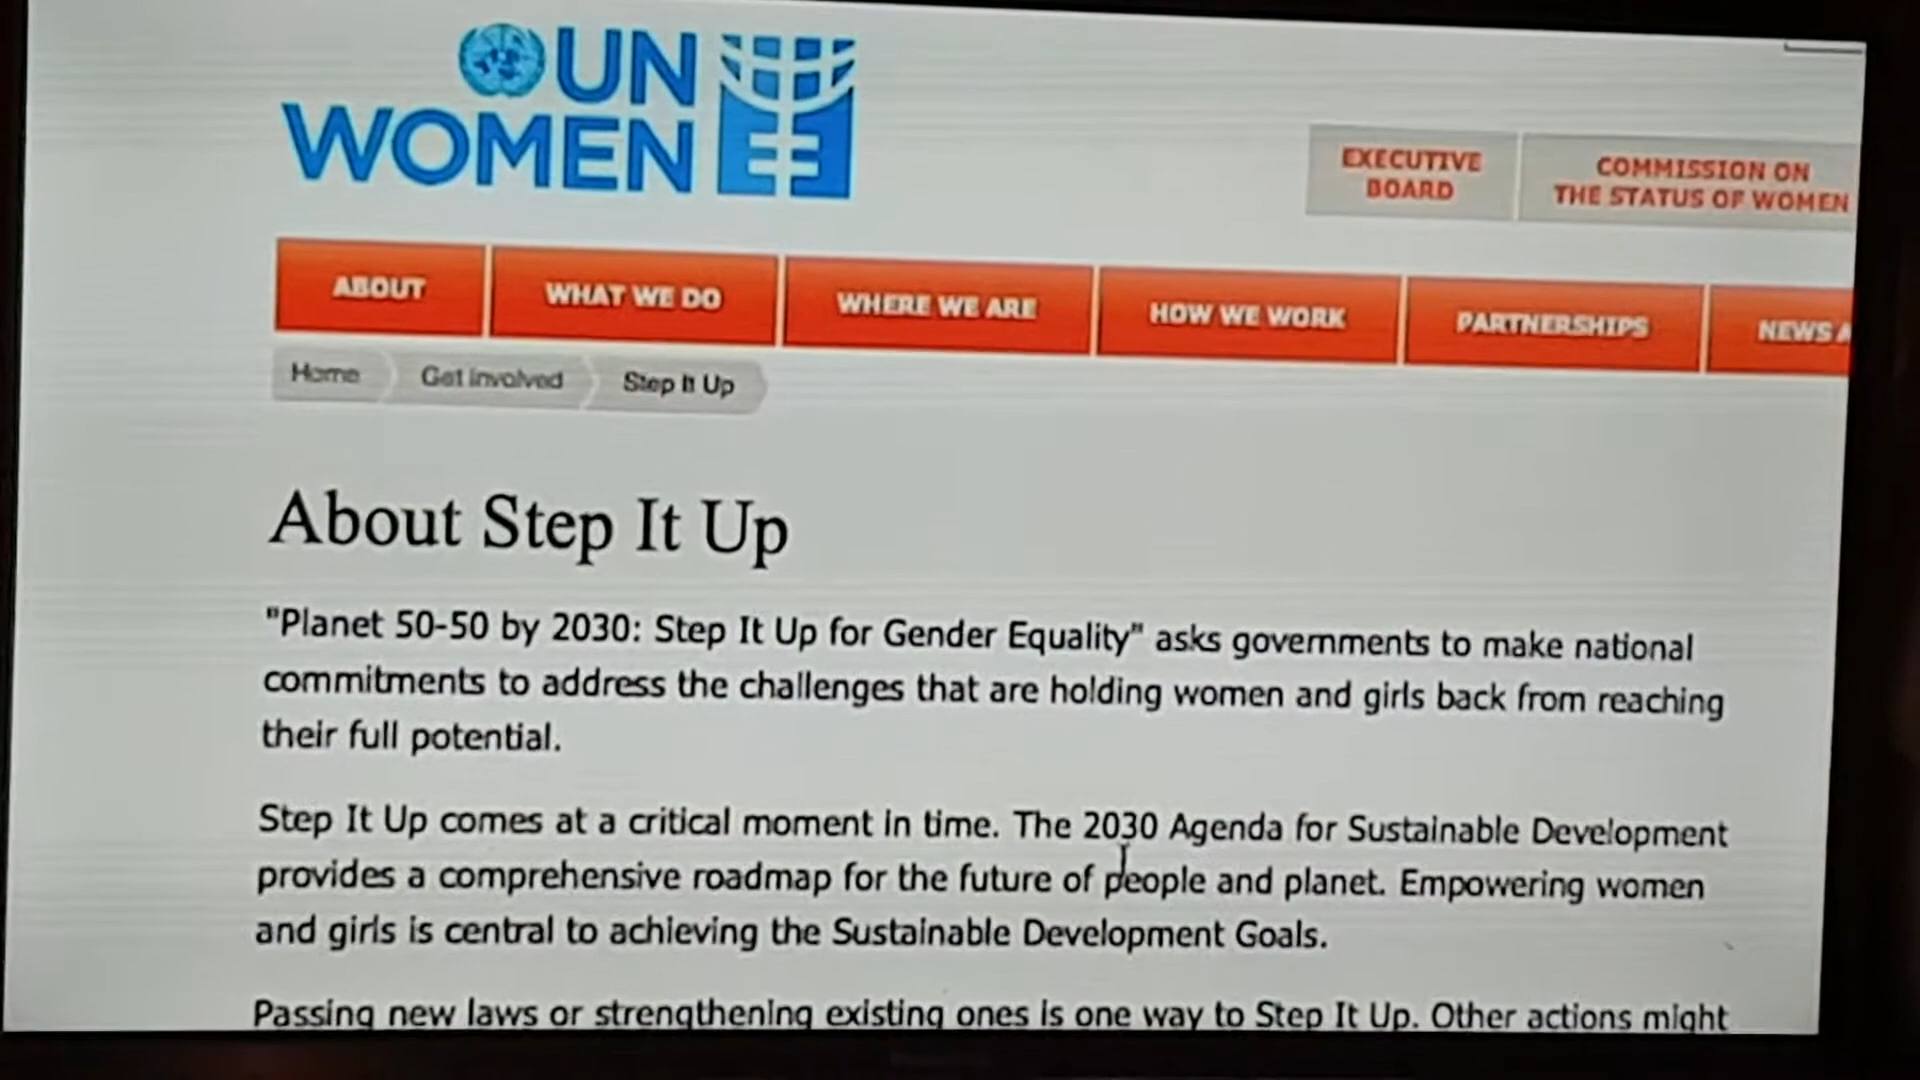 UN
WOMEN
EXECUTIVE
BOARD
COMMISSION ON
THE STATUS OF WOMEN
ABOUT
WHAT WE DO
WHERE WE ARE
HOW WE WORK
PARTNERSHIPS
NEWS A
Home
Get involved
Step It Up
About Step It Up
"Planet 50-50 by 2030: Step It Up for Gender Equality" asks governments to make national
commitments to address the challenges that are holding women and girls back from reaching
their full potential.
Step It Up comes at a critical moment in time. The 2030 Agenda for Sustainable Development
provides a comprehensive roadmap for the future of people and planet. Empowering women
and girls is central to achieving the Sustainable Development Goals.
Passing new laws or strengthening existing ones is one way to Step It Up. Other actions might